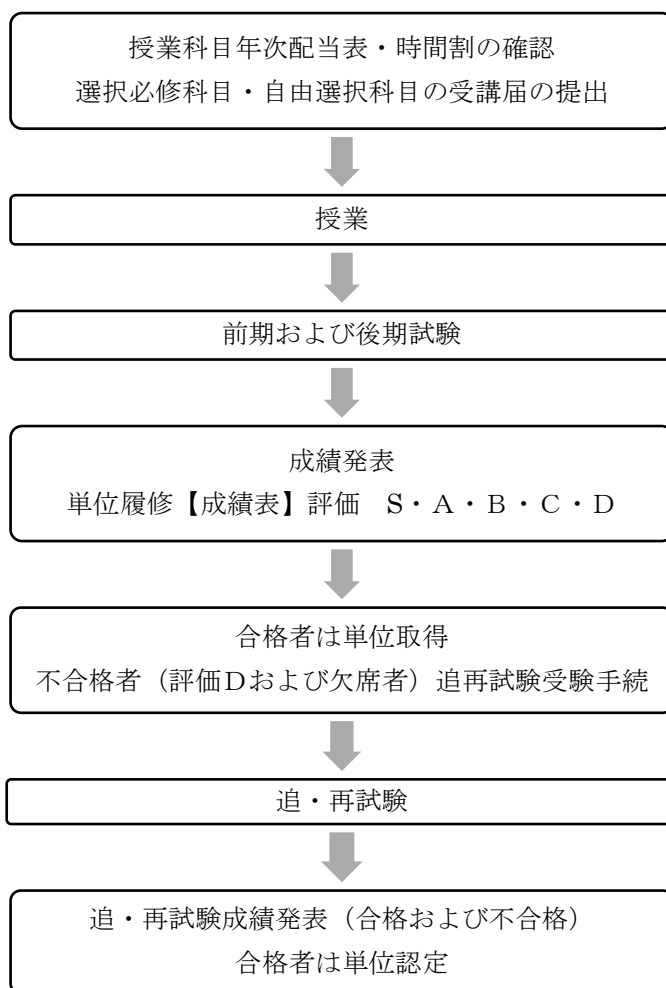 授業科目年次配当表・時間割の確認
選択必修科目・自由選択科目の受講届の提出
授業
前期および後期試験
成績発表
単位履修【成績表】評価　S・A・B・C・D
合格者は単位取得
不合格者（評価Dおよび欠席者）追再試験受験手続
追・再試験
追・再試験成績発表（合格および不合格）
合格者は単位認定